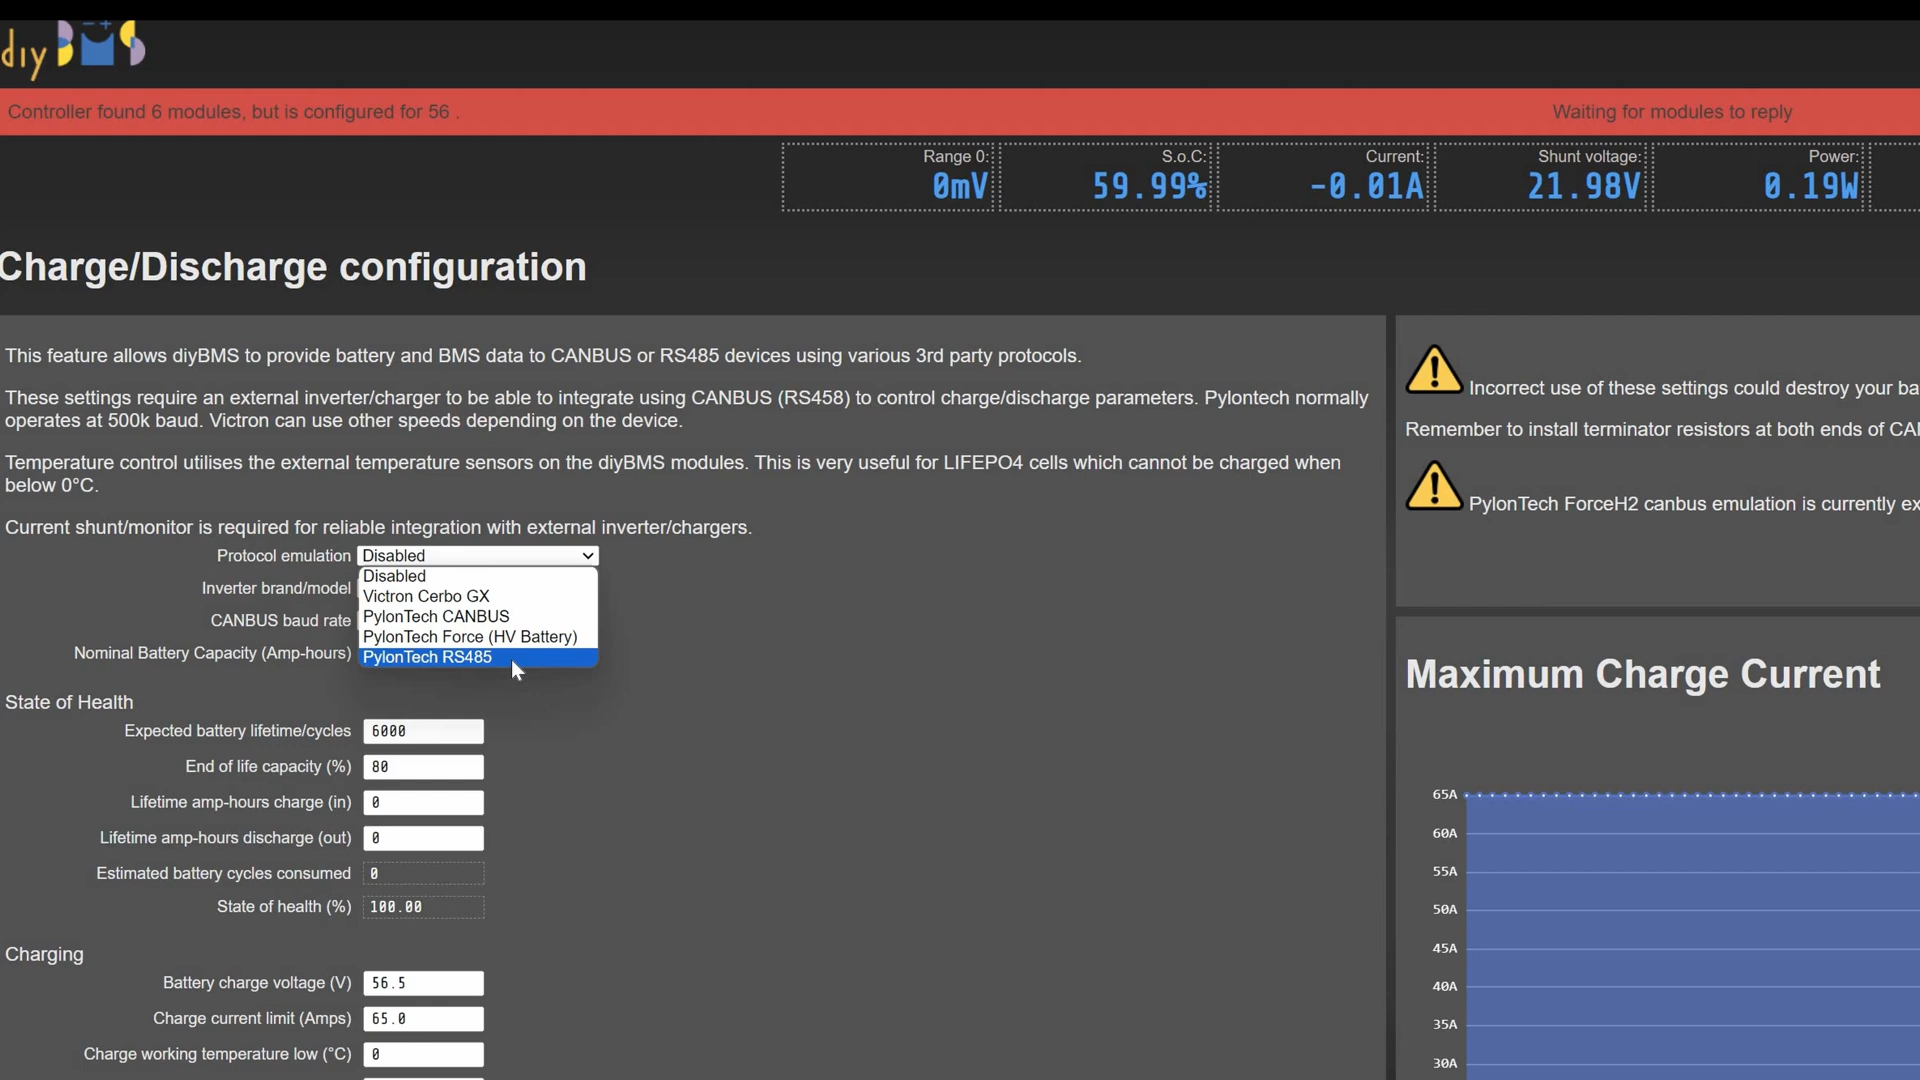 diy BMS
Controller found 6 modules, but is configured for 56 .
Waiting for modules to reply
Range 0:
0mV
S.o.C:
59.99%
Current:
-0.01A
Shunt voltage:
21.98V
Power:
0.19W
Charge/Discharge configuration
This feature allows diyBMS to provide battery and BMS data to CANBUS or RS485 devices using various 3rd party protocols.
These settings require an external inverter/charger to be able to integrate using CANBUS (RS458) to control charge/discharge parameters. Pylontech normally
operates at 500k baud. Victron can use other speeds depending on the device.
Temperature control utilises the external temperature sensors on the diyBMS modules. This is very useful for LIFEPO4 cells which cannot be charged when
below 0°C.
Current shunt/monitor is required for reliable integration with external inverter/chargers.
Protocol emulation Disabled
Disabled
Inverter brand/model
Victron Cerbo GX
CANBUS baud rate
PylonTech CANBUS
PylonTech Force (HV Battery)
Nominal Battery Capacity (Amp-hours)
PylonTech RS485
State of Health
Expected battery lifetime/cycles 6000
End of life capacity (%) 80
Lifetime amp-hours charge (in) 0
Lifetime amp-hours discharge (out) 0
Estimated battery cycles consumed 0
State of health (%) 100.00
Charging
Battery charge voltage (V) 56.5
Charge current limit (Amps) 65.0
Charge working temperature low (°C) 0
Incorrect use of these settings could destroy your ba
Remember to install terminator resistors at both ends of CA
PylonTech ForceH2 canbus emulation is currently ex
Maximum Charge Current
65A
60A
55A
50A
45A
40A
35A
30A